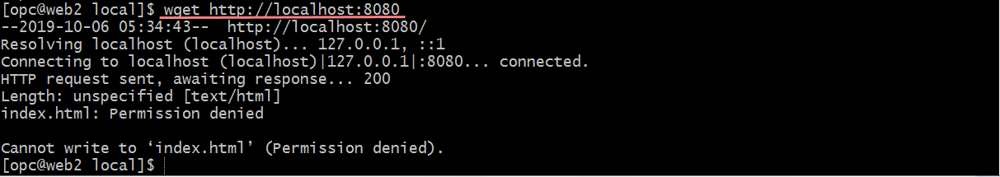 [opc@web2 local]$ wget http://localhost:8080
--2019-10-06 05:34:43--  http://localhost:8080/
Resolving localhost (localhost)... 127.0.0.1, ::1
Connecting to localhost (localhost)|127.0.0.1|:8080... connected.
HTTP request sent, awaiting response... 200
Length: unspecified [text/html]
index.html: Permission denied

Cannot write to ‘index.html’ (Permission denied).
[opc@web2 local]$